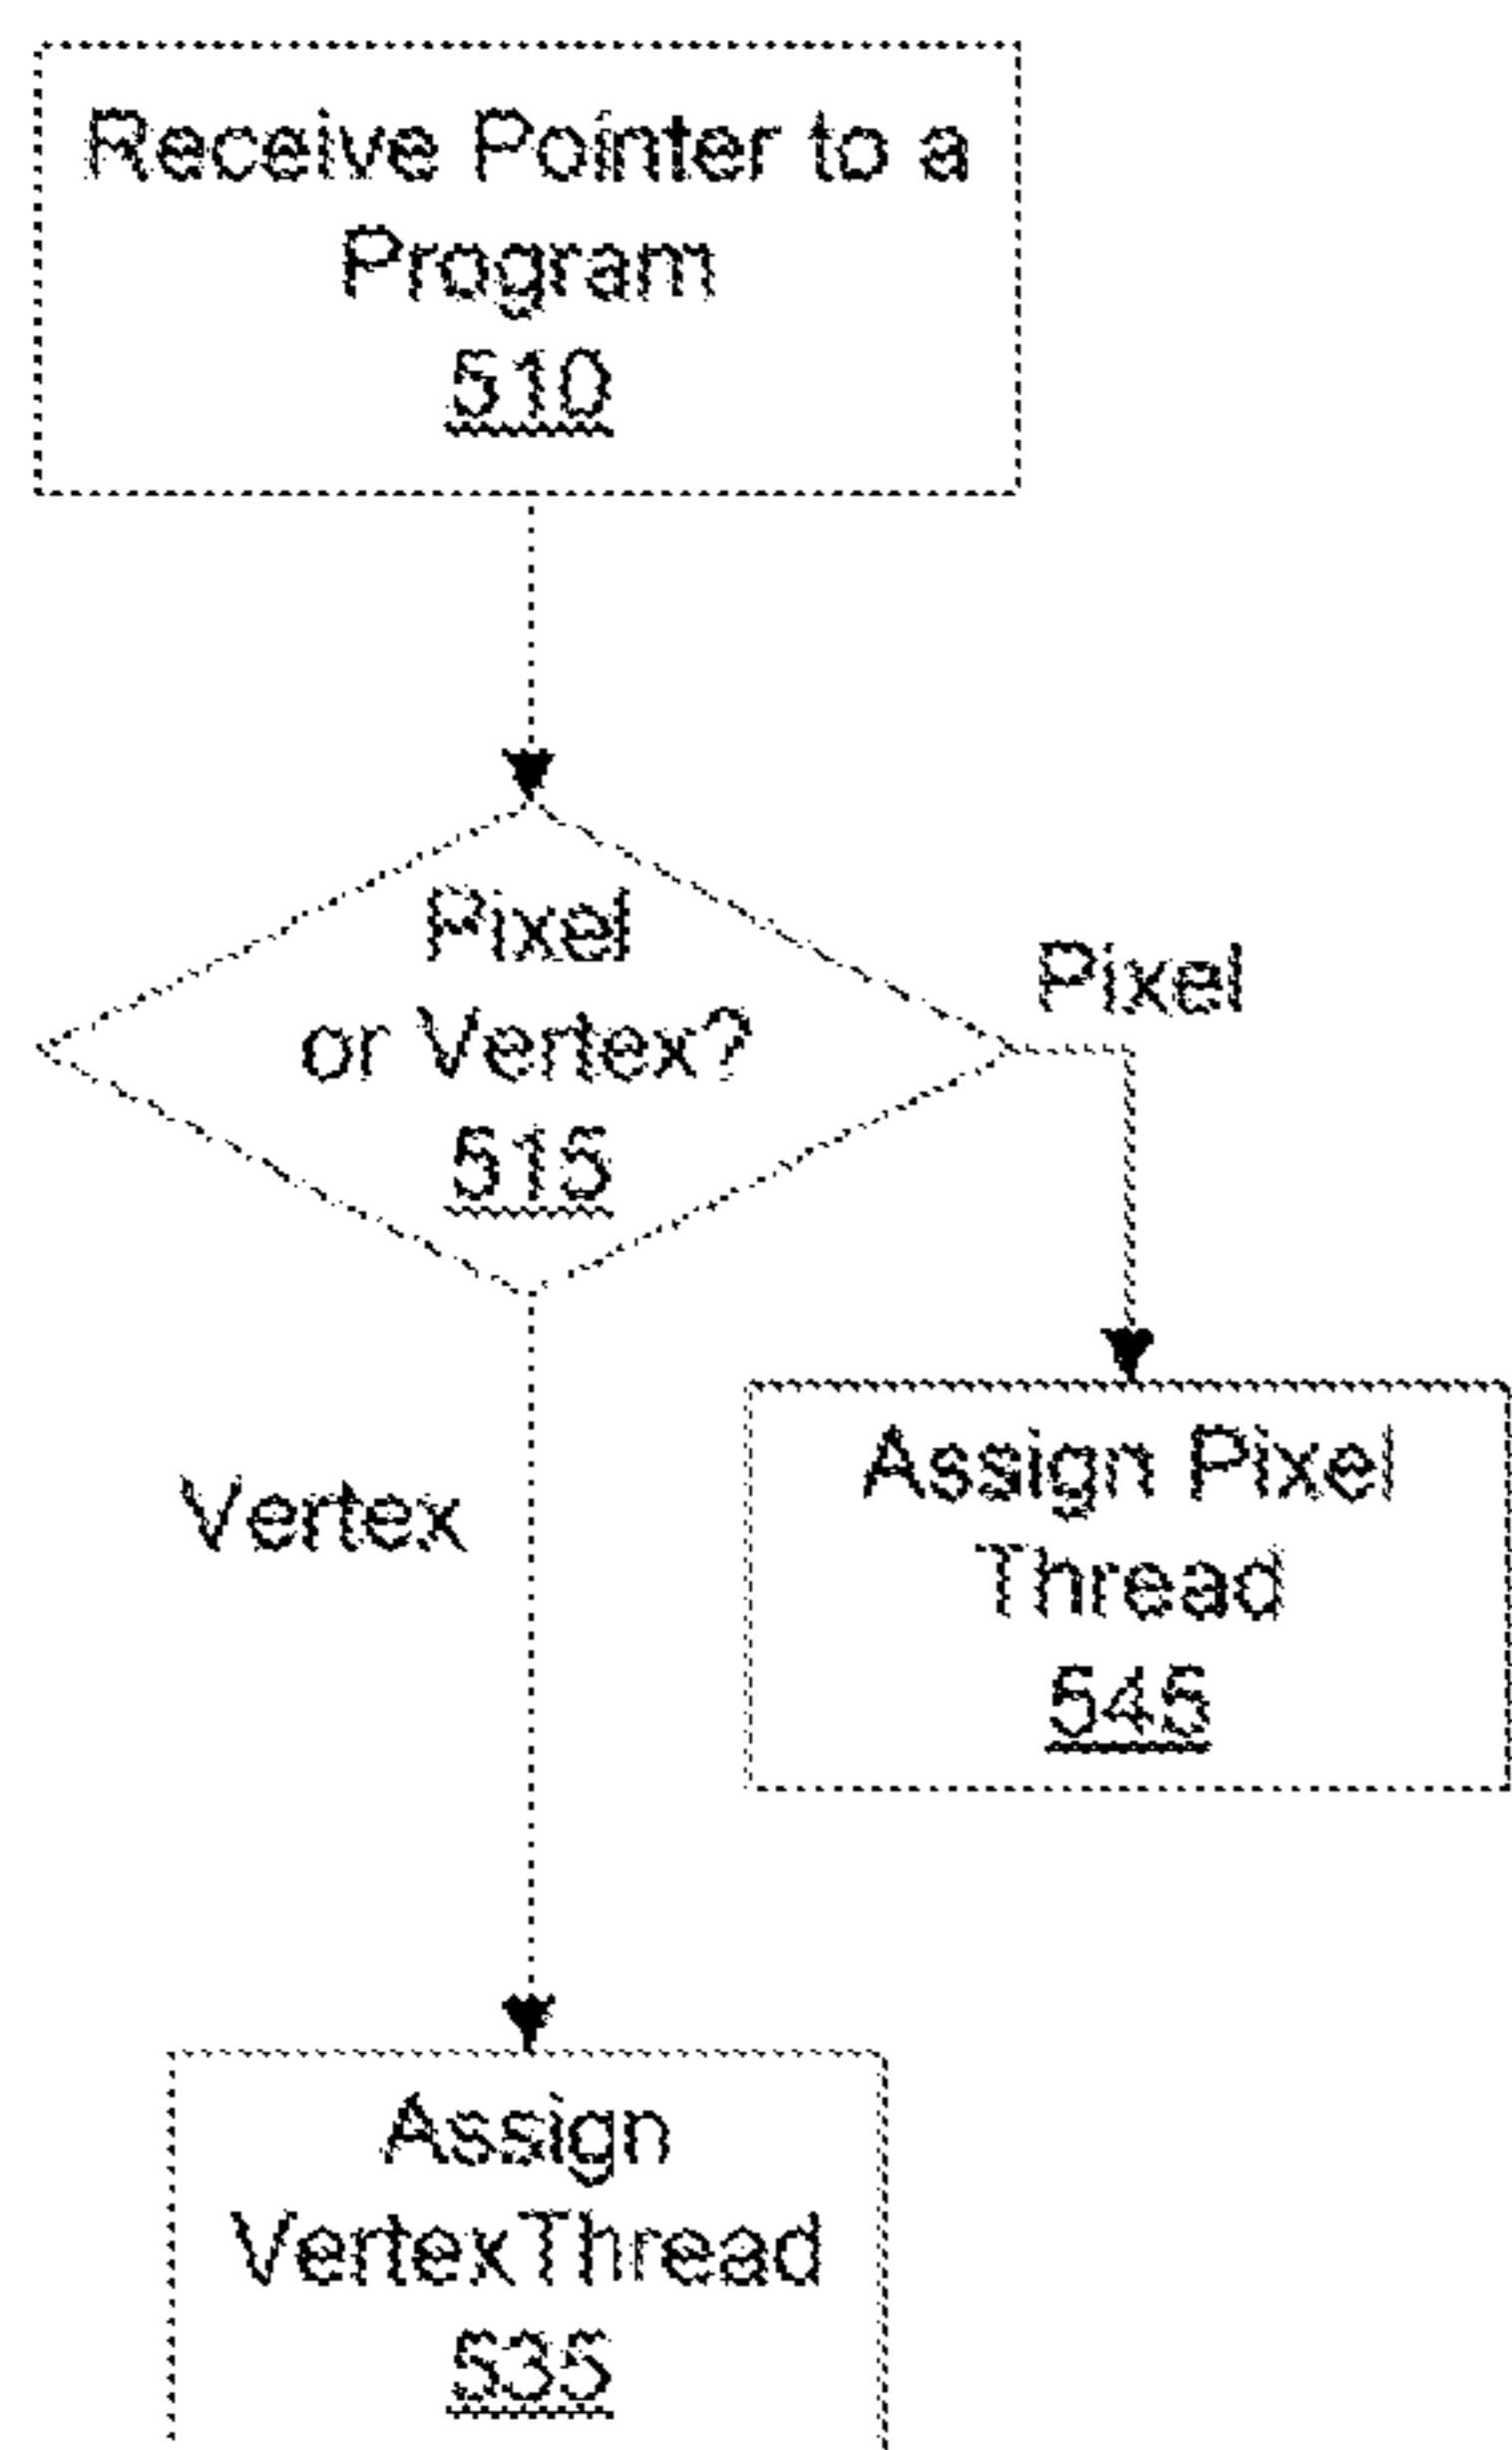 Receive Pointer to a
Program
510
Pixel
or Vertex?
515
Pixel
Vertex
Assign Pixel
Thread
545
Assign
VertexThread
535